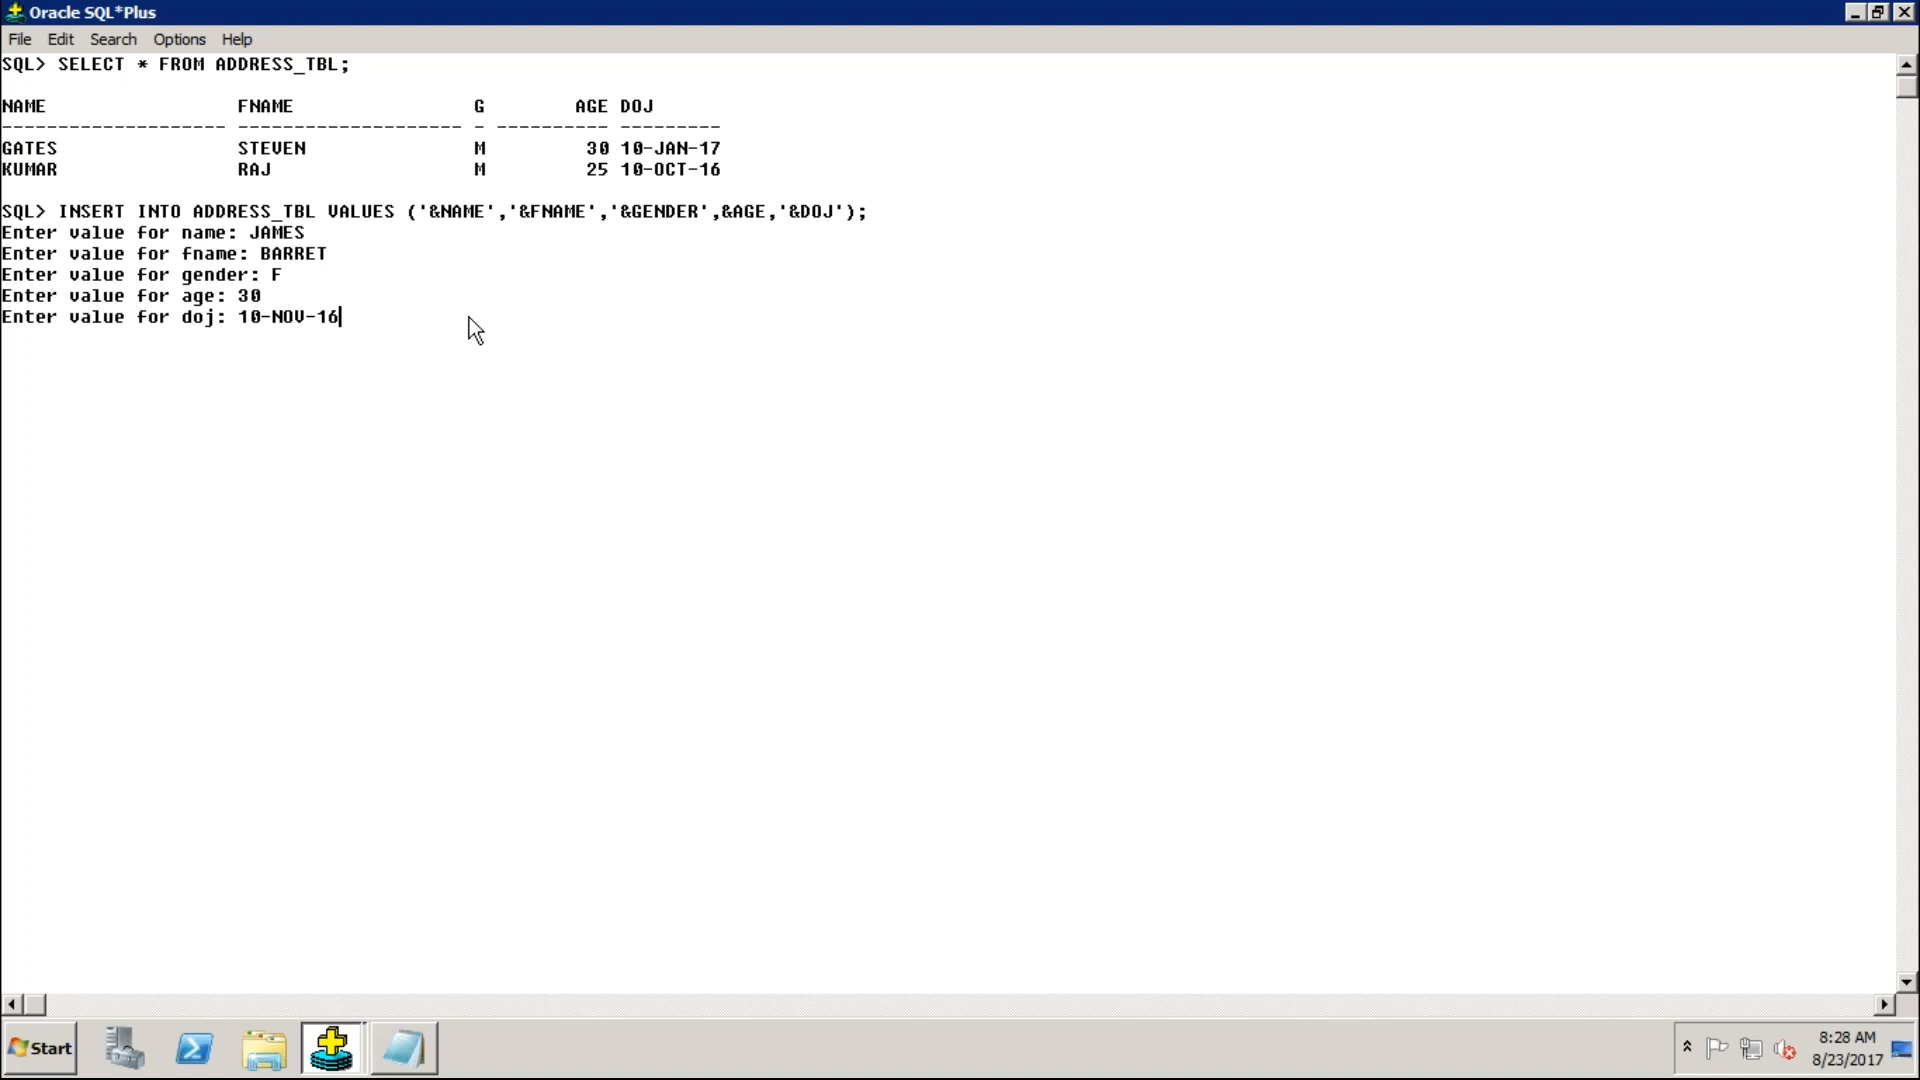 Oracle SQL*Plus
File Edit Search Options Help
SQL> SELECT * FROM ADDRESS_TBL;
NAME FNAME G AGE DOJ
-------------------- -------------------- - ---------- ---------
GATES STEVEN M 30 10-JAN-17
KUMAR RAJ M 25 10-OCT-16
SQL> INSERT INTO ADDRESS_TBL VALUES ('&NAME','&FNAME','&GENDER',&AGE,'&DOJ');
Enter value for name: JAMES
Enter value for fname: BARRET
Enter value for gender: F
Enter value for age: 30
Enter value for doj: 10-NOV-16
Start
8:28 AM
8/23/2017